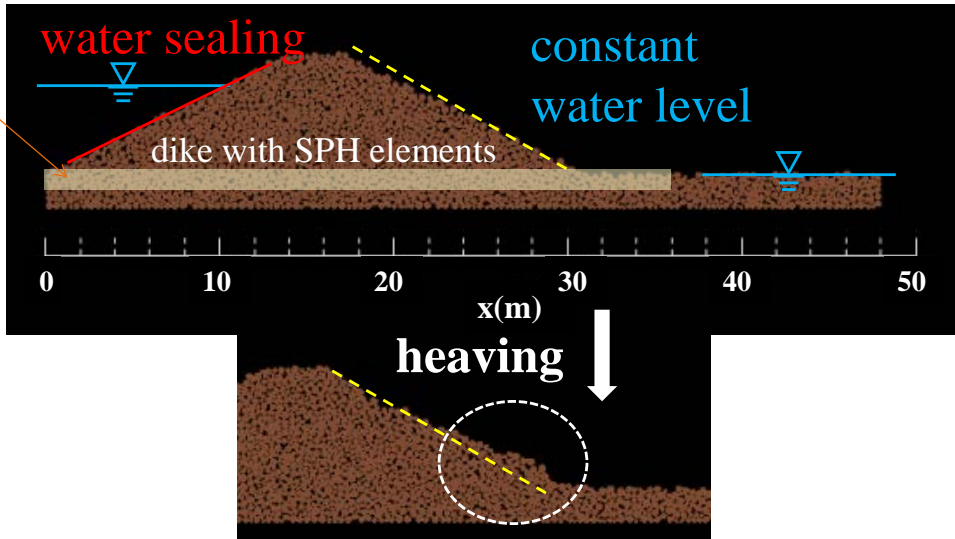 water sealing
constant
water level
dike with SPH elements
0 10 20 30 40 50
x(m)
heaving